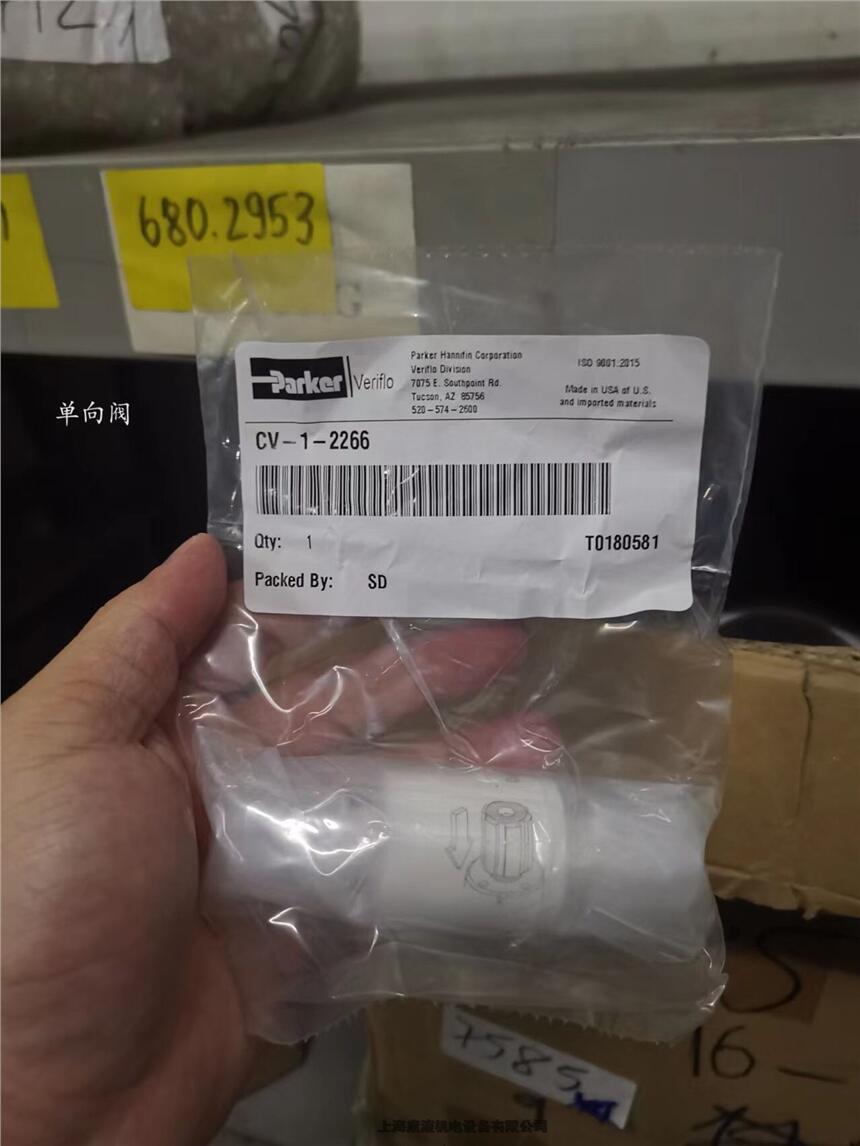 680.2953
G
Parker
Veriflo
Parker Hannifin Corporation
Veriflo Division
7075 E. Southpoint Rd.
Tucson, AZ 85756
520-574-2600
ISO 9001:2015
Made in USA of U.S.
and imported materials
单向阀
CV-1-2266
Qty: 1
T0180581
Packed By: SD
16-